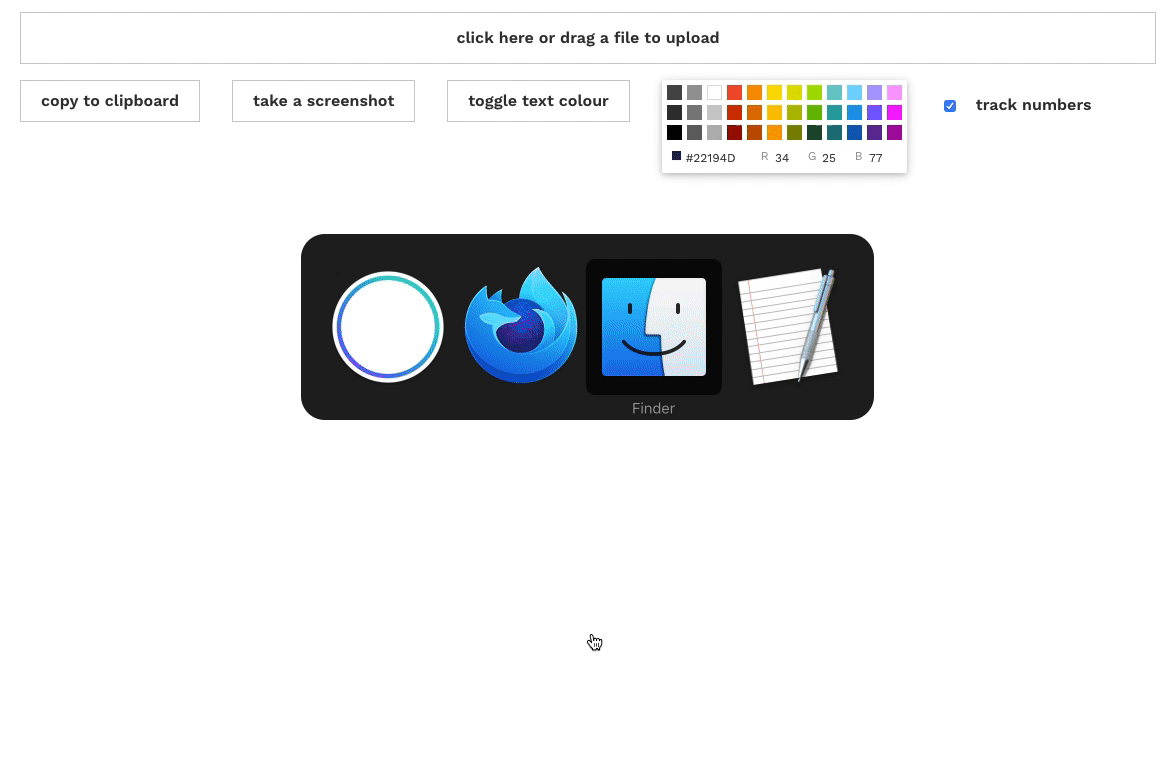 click here or drag a file to upload
copy to clipboard
take a screenshot
toggle text colour
track numbers
#22194D R 34 G 25 B 77
Finder